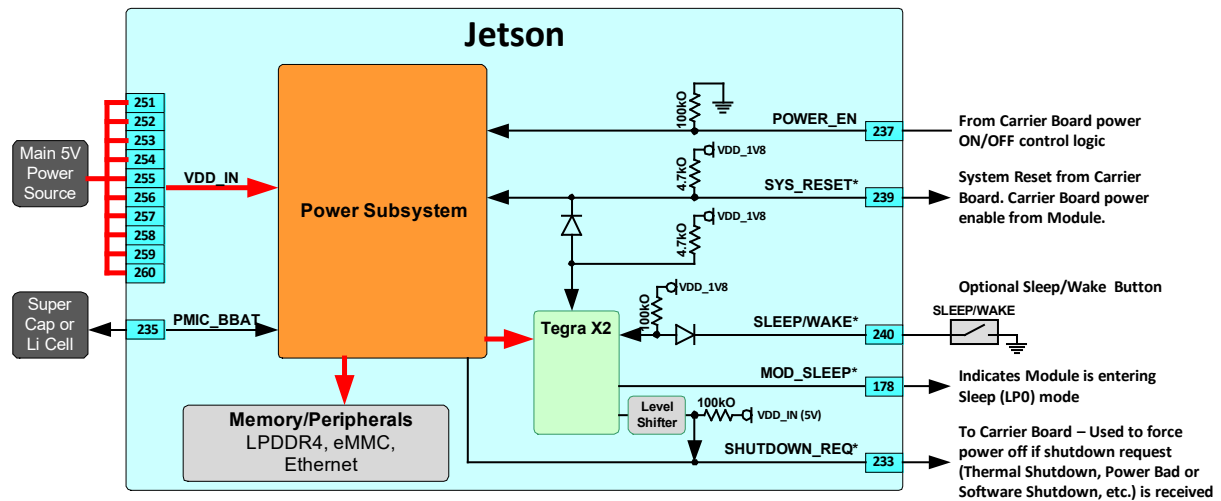 Jetson
251
252
253
254
255
256
257
258
259
260
Main 5V
Power
Source
VDD_IN
Power Subsystem
Super
Cap or
Li Cell
235
PMIC_BBAT
Memory/Peripherals
LPDDR4, eMMC,
Ethernet
100kO
POWER_EN
237
From Carrier Board power
ON/OFF control logic
VDD_1V8
4.7kO
SYS_RESET*
239
System Reset from Carrier
Board. Carrier Board power
enable from Module.
VDD_1V8
4.7kO
Tegra X2
VDD_1V8
100kO
SLEEP/WAKE*
240
Optional Sleep/Wake Button
SLEEP/WAKE
MOD_SLEEP*
178
Indicates Module is entering
Sleep (LP0) mode
Level
Shifter
100kO
VDD_IN (5V)
SHUTDOWN_REQ*
233
To Carrier Board – Used to force
power off if shutdown request
(Thermal Shutdown, Power Bad or
Software Shutdown, etc.) is received